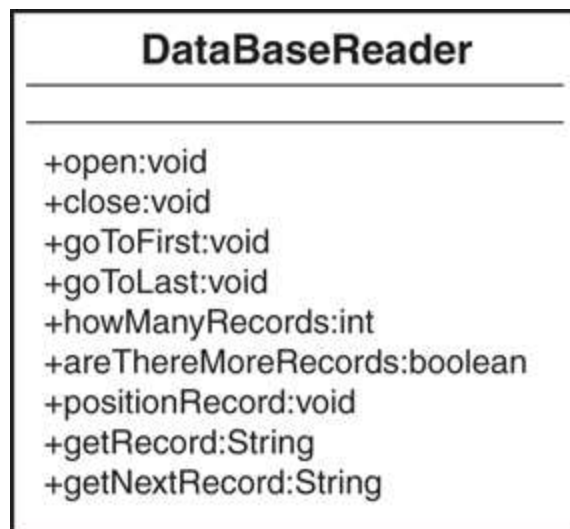 DataBaseReader
+open:void
+close:void
+goToFirst:void
+goToLast:void
+howManyRecords:int
+areThereMoreRecords:boolean
+positionRecord:void
+getRecord:String
+getNextRecord:String